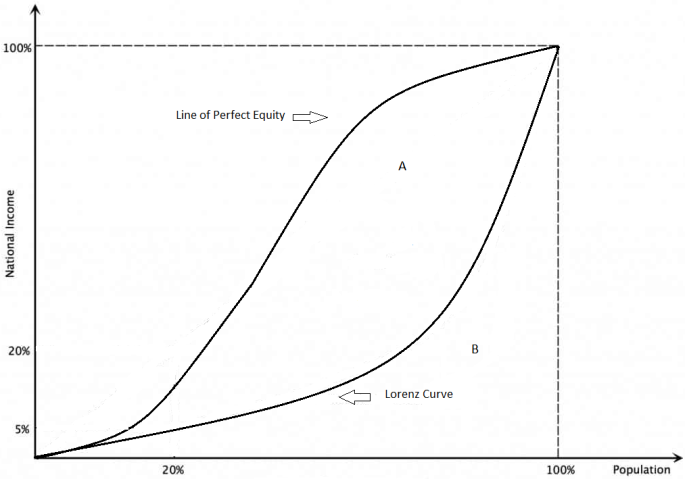 100%
Line of Perfect Equity
A
National Income
20%
B
Lorenz Curve
5%
20%
100%
Population